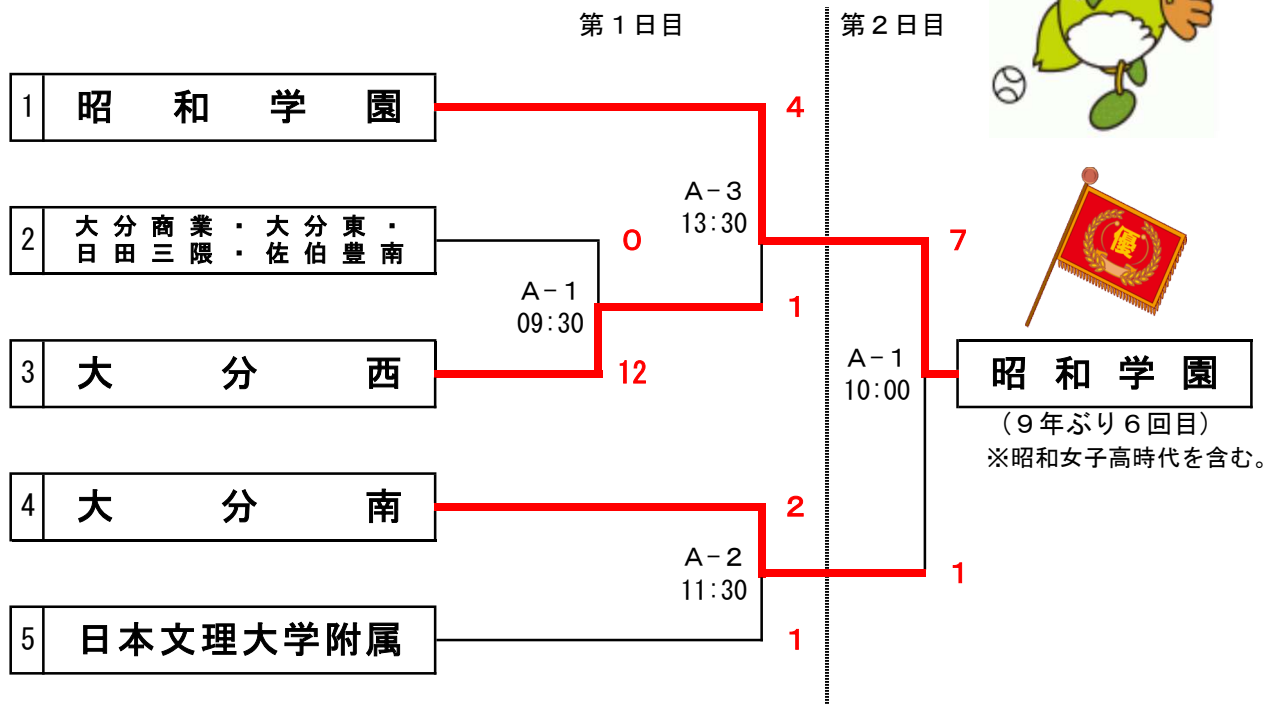 第１日目
第２日目
1 昭和学園
4
A-3
13:30
2 大分商業・大分東・
日田三隈・佐伯豊南
0
7
A-1
09:30
1
優
3 大分西
12
A-1
10:00
昭和学園
（９年ぶり６回目）
※昭和女子高時代を含む。
4 大分南
2
A-2
11:30
1
5 日本文理大学附属
1